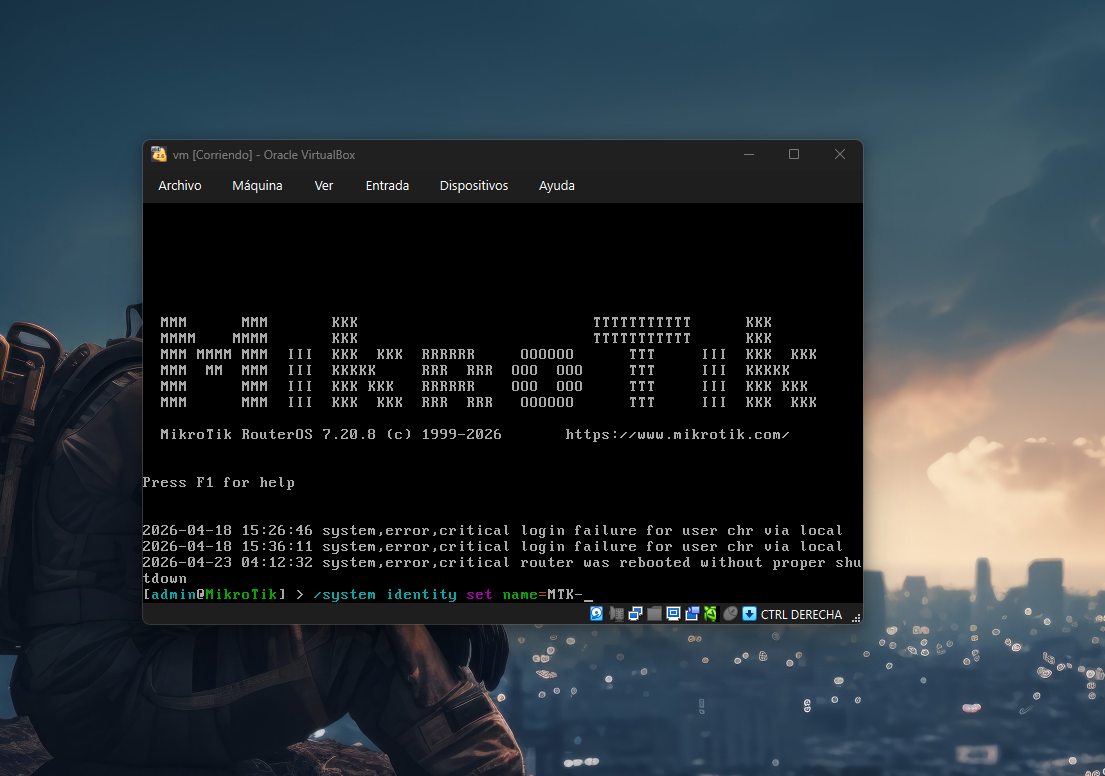 vm [Corriendo] - Oracle VirtualBox
Archivo Máquina Ver Entrada Dispositivos Ayuda
MMM MMM KKK TTTTTTTTTTT KKK
MMMM MMMM KKK TTTTTTTTTTT KKK
MMM MMMM MMM III KKK KKK RRRRRR OOOOOO TTT III KKK KKK
MMM MM MMM III KKKKK RRR RRR OOO OOO TTT III KKKKK
MMM MMM III KKK KKK RRRRRR OOO OOO TTT III KKK KKK
MMM MMM III KKK KKK RRR RRR OOOOOO TTT III KKK KKK
MikroTik RouterOS 7.20.8 (c) 1999-2026 https://www.mikrotik.com/
Press F1 for help
2026-04-18 15:26:46 system,error,critical login failure for user chr via local
2026-04-18 15:36:11 system,error,critical login failure for user chr via local
2026-04-23 04:12:32 system,error,critical router was rebooted without proper shu
tdown
[admin@MikroTik] > /system identity set name=MTK-_
CTRL DERECHA